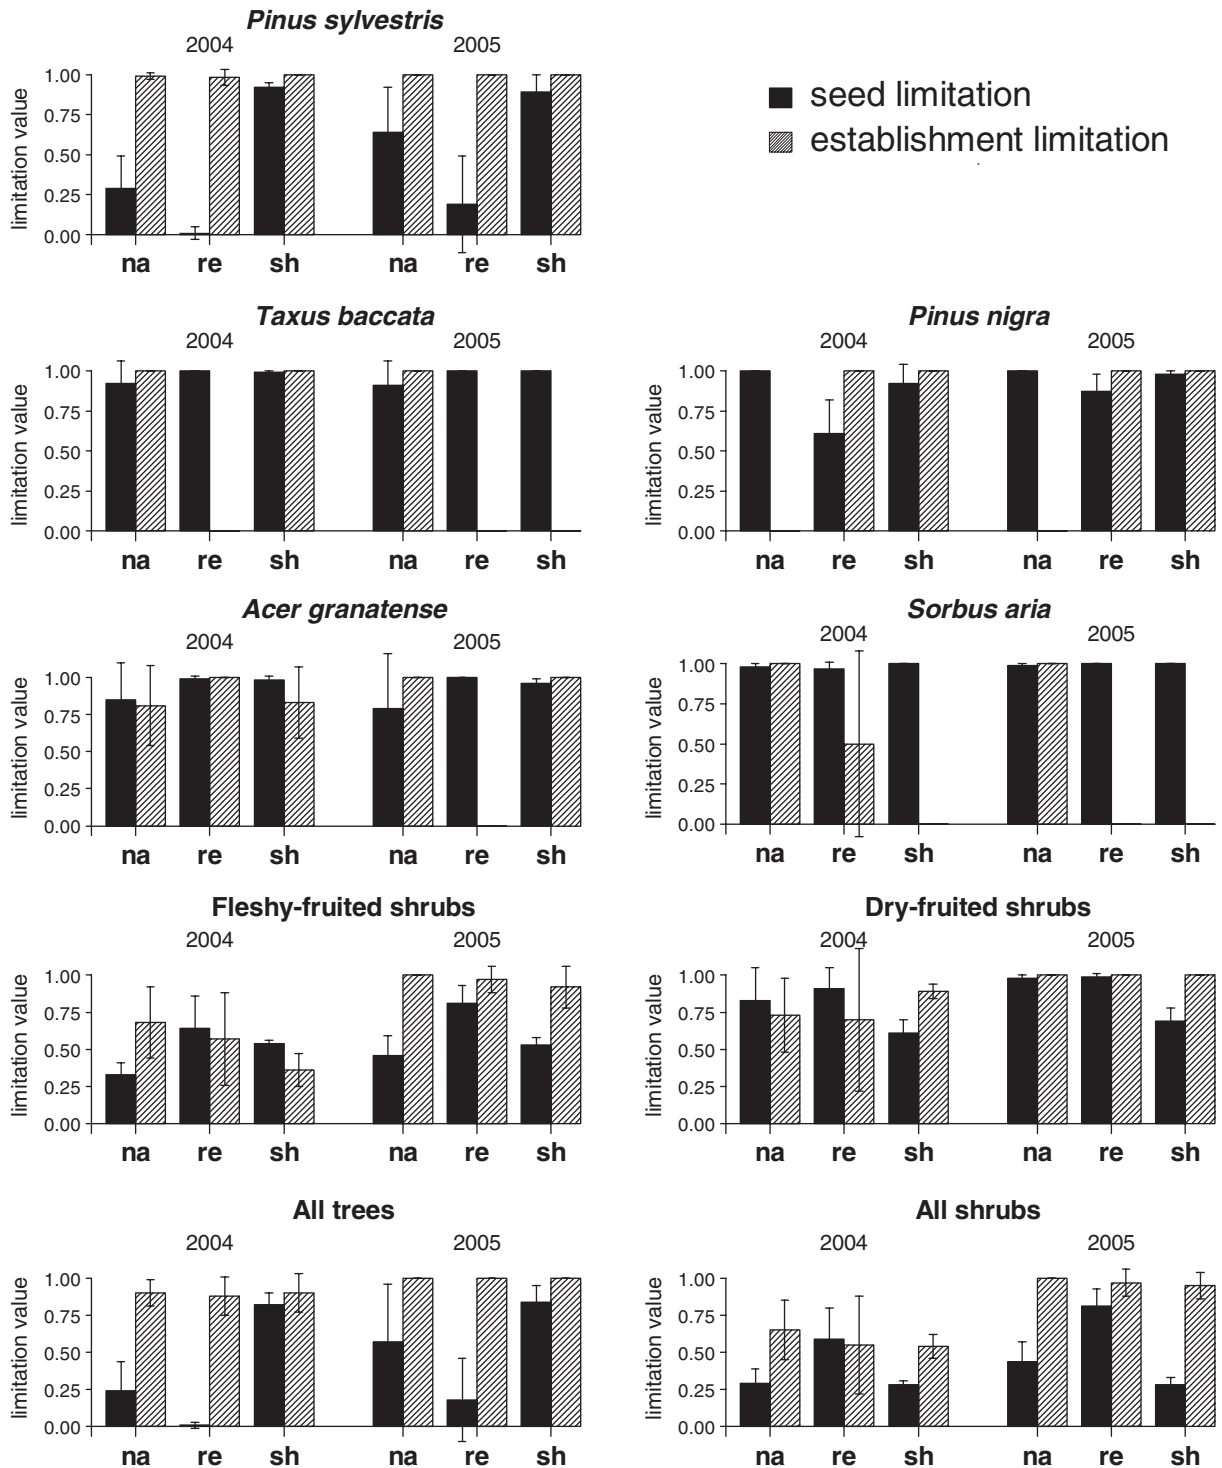 Pinus sylvestris
2004 2005
limitation value
1.00
0.75
0.50
0.25
0.00
na re sh na re sh
seed limitation
establishment limitation
Taxus baccata
2004 2005
limitation value
1.00
0.75
0.50
0.25
0.00
na re sh na re sh
Pinus nigra
2004 2005
limitation value
1.00
0.75
0.50
0.25
0.00
na re sh na re sh
Acer granatense
2004 2005
limitation value
1.00
0.75
0.50
0.25
0.00
na re sh na re sh
Sorbus aria
2004 2005
limitation value
1.00
0.75
0.50
0.25
0.00
na re sh na re sh
Fleshy-fruited shrubs
2004 2005
limitation value
1.00
0.75
0.50
0.25
0.00
na re sh na re sh
Dry-fruited shrubs
2004 2005
limitation value
1.00
0.75
0.50
0.25
0.00
na re sh na re sh
All trees
2004 2005
limitation value
1.00
0.75
0.50
0.25
0.00
na re sh na re sh
All shrubs
2004 2005
limitation value
1.00
0.75
0.50
0.25
0.00
na re sh na re sh